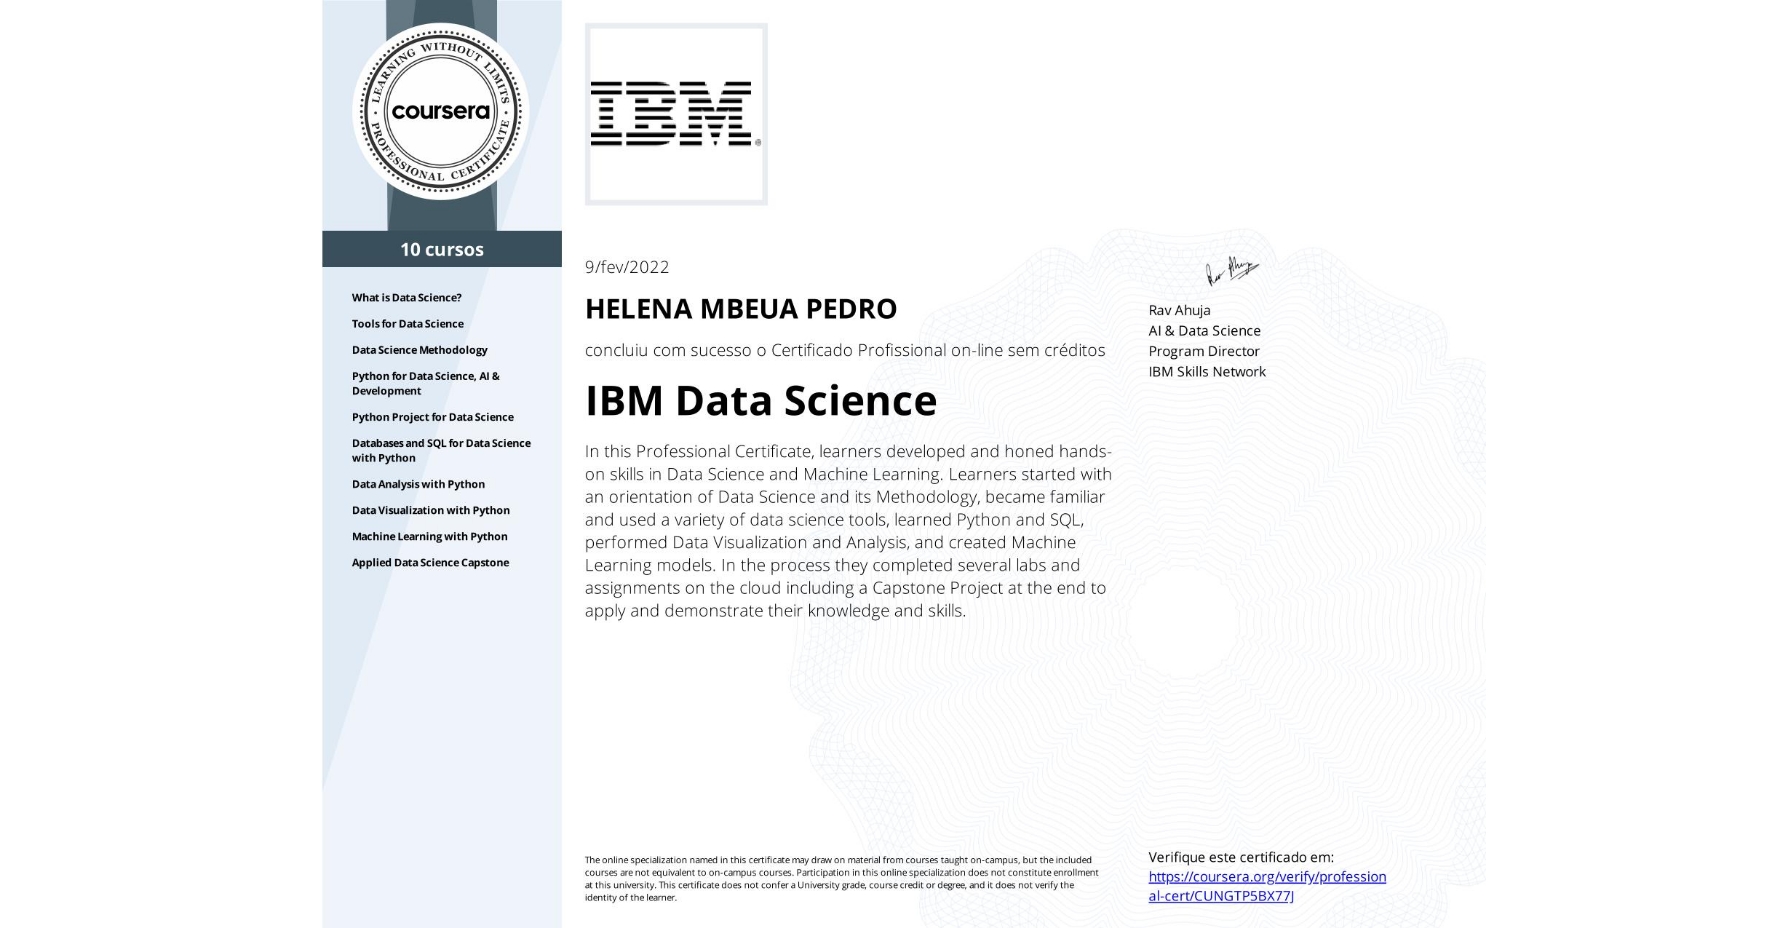 LEARNING WITHOUT LIMITS
coursera
PROFESSIONAL CERTIFICATE
10 cursos
What is Data Science?
Tools for Data Science
Data Science Methodology
Python for Data Science, AI &
Development
Python Project for Data Science
Databases and SQL for Data Science
with Python
Data Analysis with Python
Data Visualization with Python
Machine Learning with Python
Applied Data Science Capstone
IBM®
9/fev/2022
HELENA MBEUA PEDRO
concluiu com sucesso o Certificado Profissional on-line sem créditos
IBM Data Science
In this Professional Certificate, learners developed and honed hands-
on skills in Data Science and Machine Learning. Learners started with
an orientation of Data Science and its Methodology, became familiar
and used a variety of data science tools, learned Python and SQL,
performed Data Visualization and Analysis, and created Machine
Learning models. In the process they completed several labs and
assignments on the cloud including a Capstone Project at the end to
apply and demonstrate their knowledge and skills.
Rav Ahuja
Rav Ahuja
AI & Data Science
Program Director
IBM Skills Network
The online specialization named in this certificate may draw on material from courses taught on-campus, but the included
courses are not equivalent to on-campus courses. Participation in this online specialization does not constitute enrollment
at this university. This certificate does not confer a University grade, course credit or degree, and it does not verify the
identity of the learner.
Verifique este certificado em:
https://coursera.org/verify/profession
al-cert/CUNGTP5BX77J